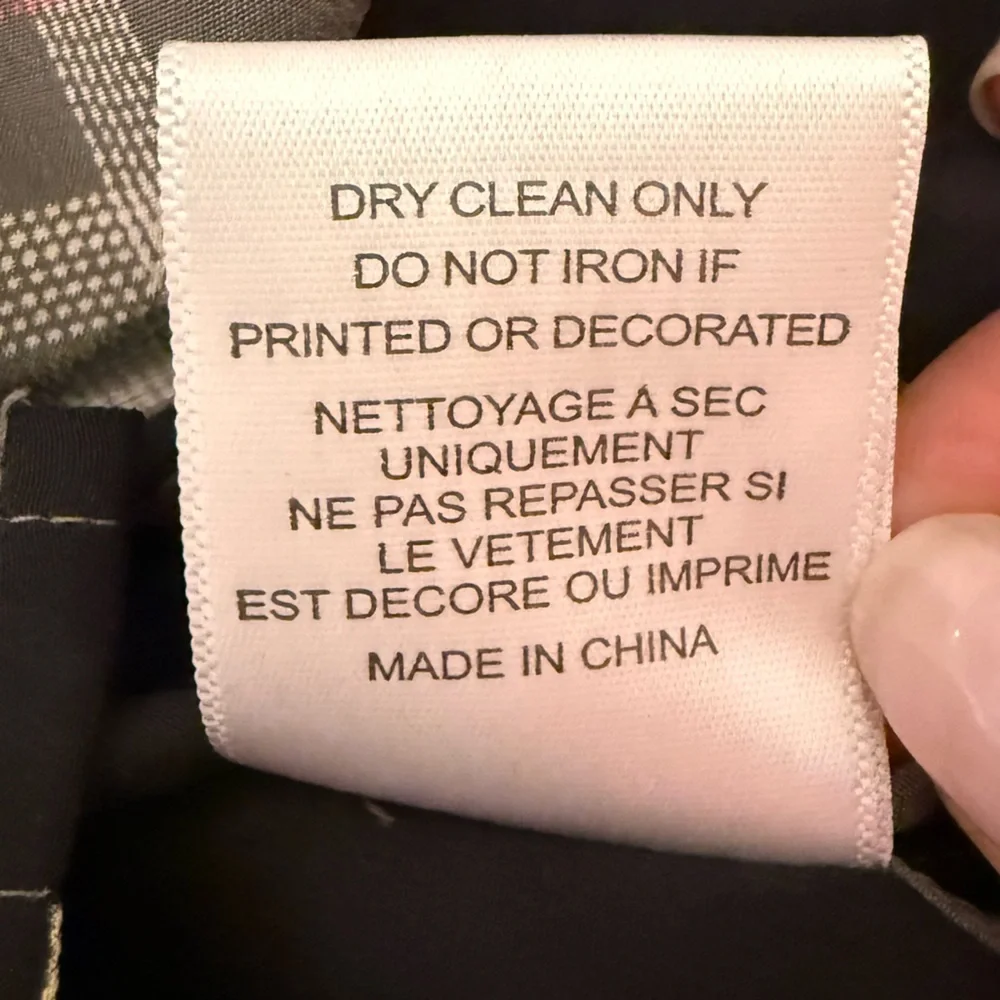 DRY CLEAN ONLY
DO NOT IRON IF
PRINTED OR DECORATED
NETTOYAGE Á SEC
UNIQUEMENT
NE PAS REPASSER SI
LE VETEMENT
EST DECORE OU IMPRIME
MADE IN CHINA